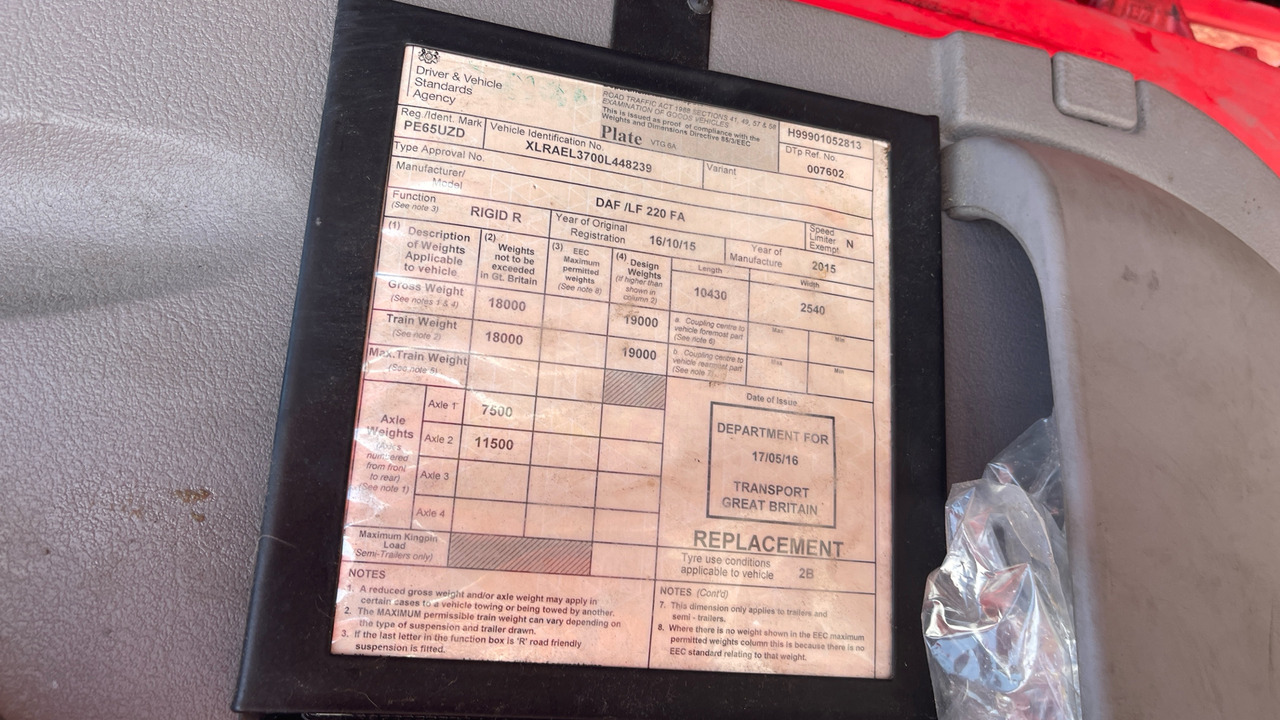 Driver & Vehicle
Standards
Agency
ROAD TRAFFIC ACT 1988 SECTIONS 41, 49, 57 & 58
EXAMINATION OF GOODS VEHICLES
This is issued as proof of compliance with the
Weights and Dimensions Directive 85/3/EEC
Plate VTG 6A
H99901052813
Reg./Ident. Mark
PE65UZD
Vehicle Identification No.
XLRAEL3700L448239
DTp Ref. No.
007602
Type Approval No.
Variant
Manufacturer/
Model
DAF /LF 220 FA
Function
(See note 3)
RIGID R
Year of Original
Registration 16/10/15
Year of
Manufacture 2015
Speed
Limiter
Exempt. N
(1) Description
of Weights
Applicable
to vehicle
(2) Weights
not to be
exceeded
in Gt. Britain
(3) EEC
Maximum
permitted
weights
(See note 8)
(4) Design
Weights
(if higher than
shown in
column 2)
Length
10430
Width
2540
Gross Weight
(See notes 1 & 4)
18000
19000
a. Coupling centre to
vehicle foremost part
(See note 6)
Max
Min
Train Weight
(See note 2)
18000
19000
b. Coupling centre to
vehicle rearmost part
(See note 7)
Max
Min
Max.Train Weight
(See note 5)
Axle
Weights
(Axles
numbered
from front
to rear)
(See note 1)
Axle 1 7500
Axle 2 11500
Axle 3
Axle 4
Date of Issue
DEPARTMENT FOR
17/05/16
TRANSPORT
GREAT BRITAIN
REPLACEMENT
Maximum Kingpin
Load
(Semi-Trailers only)
Tyre use conditions
applicable to vehicle 2B
NOTES
1. A reduced gross weight and/or axle weight may apply in
certain cases to a vehicle towing or being towed by another.
2. The MAXIMUM permissible train weight can vary depending on
the type of suspension and trailer drawn.
3. If the last letter in the function box is 'R' road friendly
suspension is fitted.
NOTES (Cont'd)
7. This dimension only applies to trailers and
semi - trailers.
8. Where there is no weight shown in the EEC maximum
permitted weights column this is because there is no
EEC standard relating to that weight.